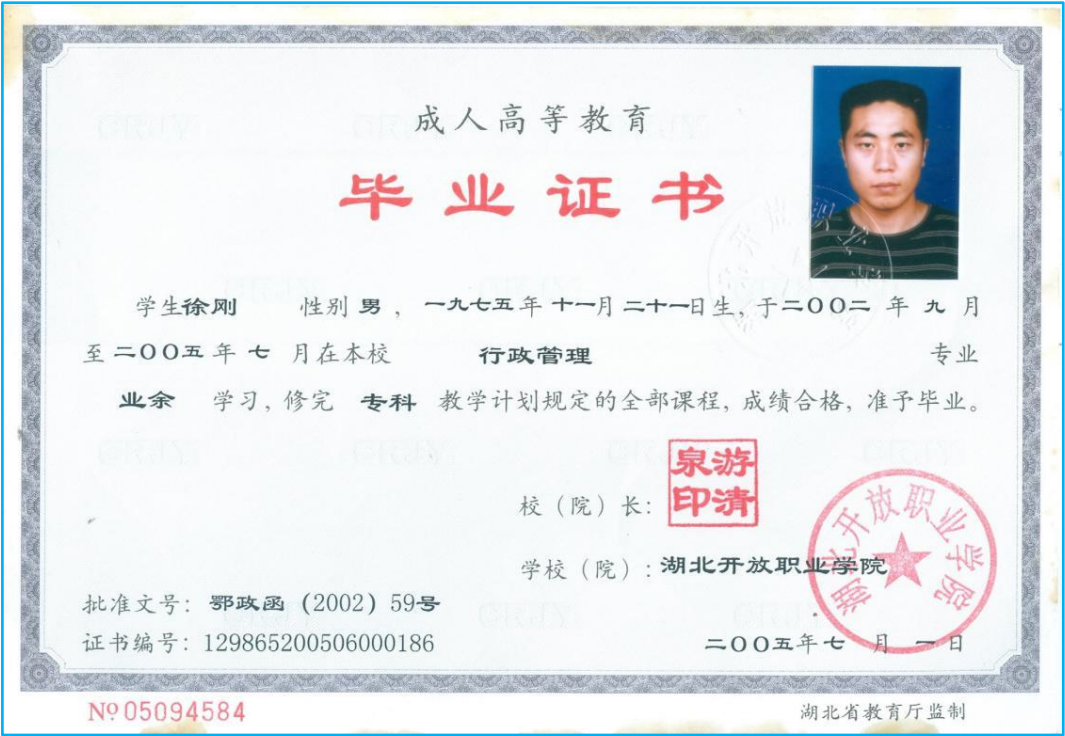 成人高等教育
毕业证书
学生徐刚 性别 男，一九七五年十一月二十一日生，于二〇〇二年九月
至二〇〇五年七月在本校 行政管理 专业
业余 学习，修完 专科 教学计划规定的全部课程，成绩合格，准予毕业。
校（院）长：
游清泉印
学校（院）：湖北开放职业学院
湖北开放职业学院
批准文号：鄂政函（2002）59号
证书编号：129865200506000186
二〇〇五年七月一日
№05094584
湖北省教育厅监制